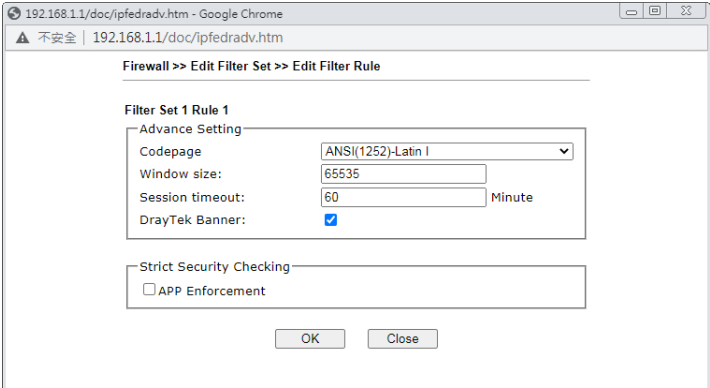 192.168.1.1/doc/ipfedradv.htm - Google Chrome
不安全 | 192.168.1.1/doc/ipfedradv.htm
Firewall >> Edit Filter Set >> Edit Filter Rule
Filter Set 1 Rule 1
Advance Setting
Codepage ANSI(1252)-Latin I
Window size: 65535
Session timeout: 60 Minute
DrayTek Banner:
Strict Security Checking
APP Enforcement
OK Close